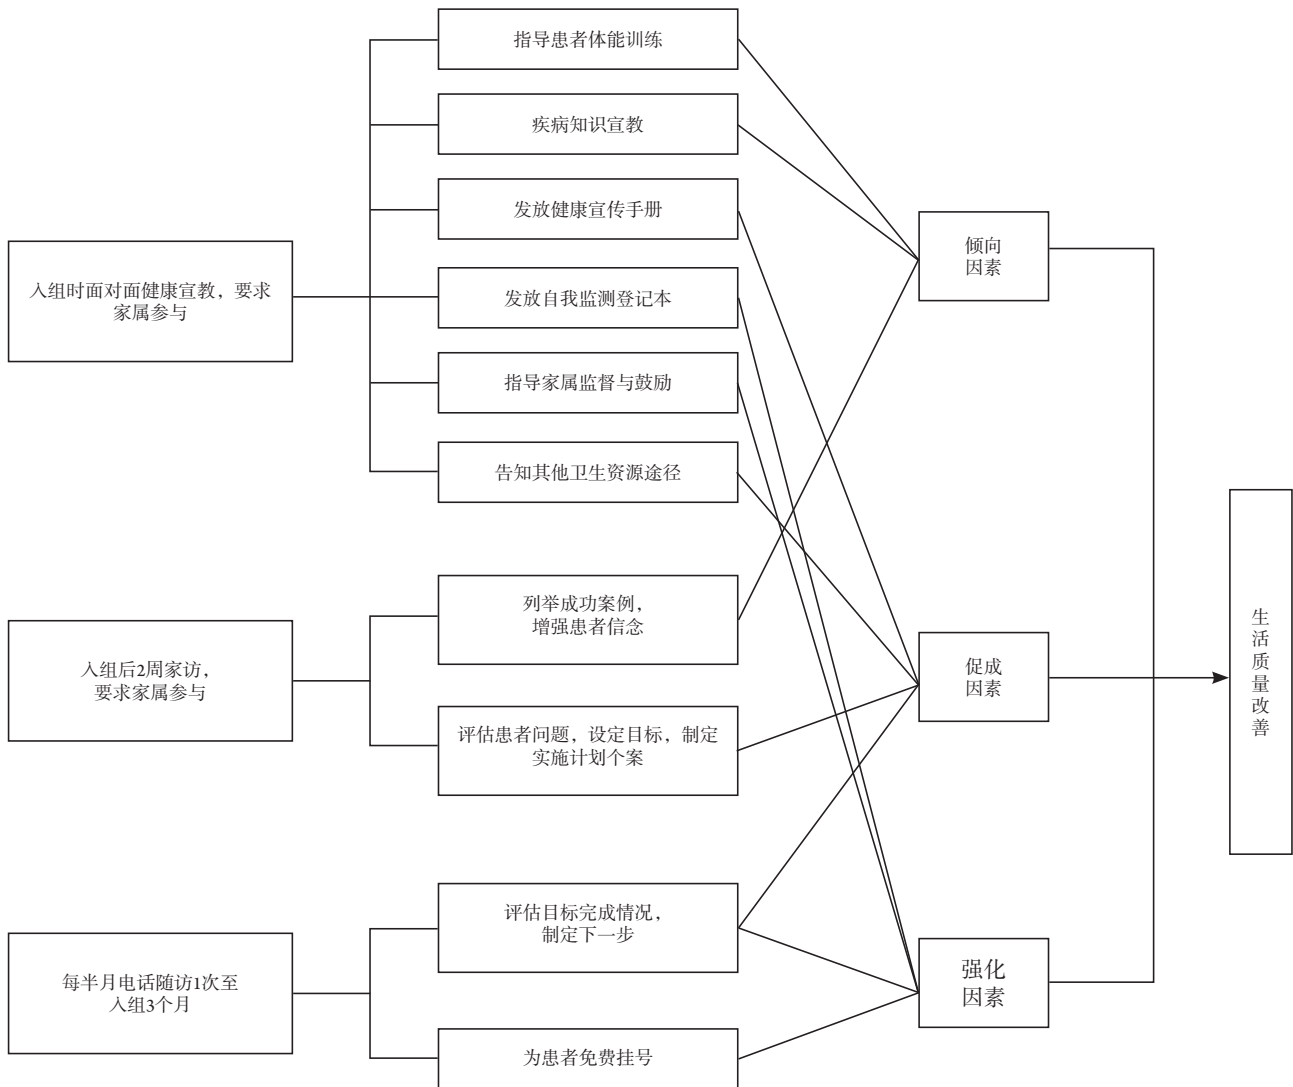 指导患者体能训练
疾病知识宣教
发放健康宣传手册
发放自我监测登记本
指导家属监督与鼓励
告知其他卫生资源途径
入组时面对面健康宣教，要求
家属参与
列举成功案例，
增强患者信念
评估患者问题，设定目标，制定
实施计划个案
入组后2周家访，
要求家属参与
评估目标完成情况，
制定下一步
为患者免费挂号
每半月电话随访1次至
入组3个月
倾向
因素
促成
因素
强化
因素
生
活
质
量
改
善